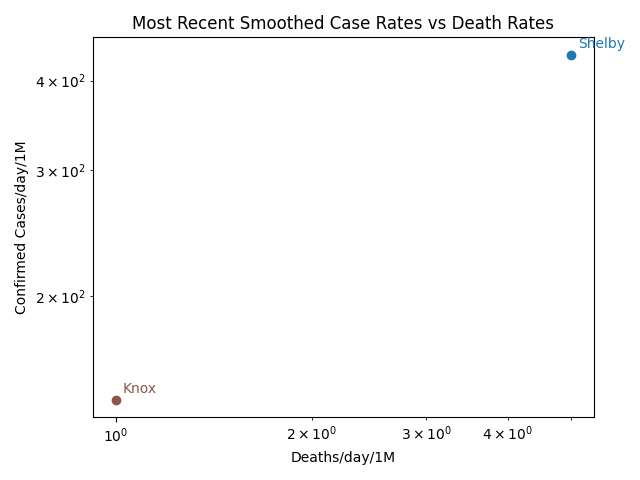 Most Recent Smoothed Case Rates vs Death Rates
Shelby
4 × 10²
3 × 10²
2 × 10²
Confirmed Cases/day/1M
Knox
10⁰
2 × 10⁰
3 × 10⁰
4 × 10⁰
Deaths/day/1M